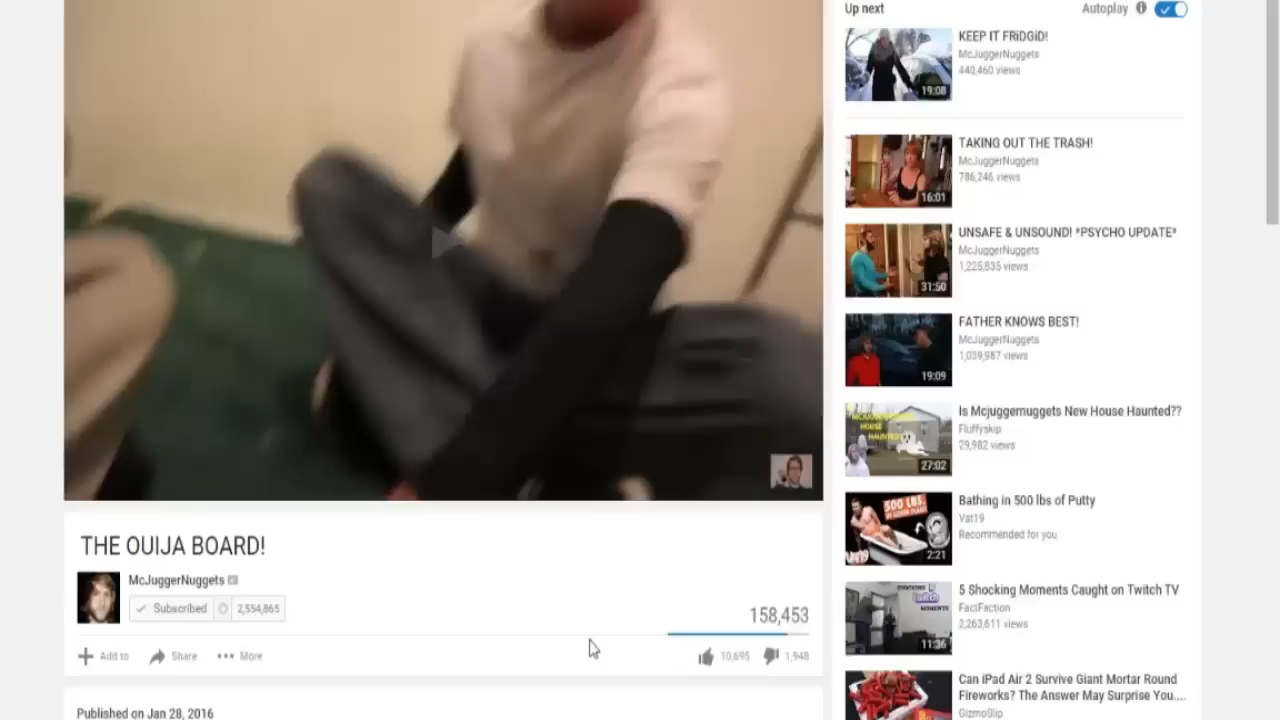 Up next
Autoplay
KEEP IT FRiDGiD!
McJuggerNuggets
440,460 views
19:08
TAKING OUT THE TRASH!
McJuggerNuggets
786,246 views
16:01
UNSAFE & UNSOUND! *PSYCHO UPDATE*
McJuggerNuggets
1,225,835 views
31:50
FATHER KNOWS BEST!
McJuggerNuggets
1,039,987 views
19:09
Is Mcjuggernuggets New House Haunted??
Fluffyskip
29,982 views
HOUSE
27:02
Bathing in 500 lbs of Putty
Vat19
Recommended for you
500 LBS.
2:21
5 Shocking Moments Caught on Twitch TV
FactFaction
2,263,611 views
11:36
Can iPad Air 2 Survive Giant Mortar Round
Fireworks? The Answer May Surprise You....
GizmoSlip
THE OUIJA BOARD!
McJuggerNuggets
Subscribed
2,554,865
158,453
Add to
Share
More
10,695
1,948
Published on Jan 28, 2016